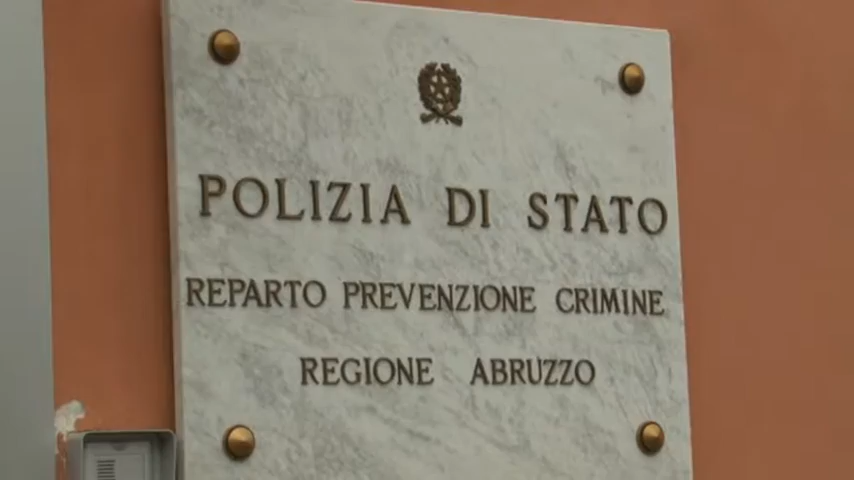 POLIZIA DI STATO
REPARTO PREVENZIONE CRIMINE
REGIONE ABRUZZO